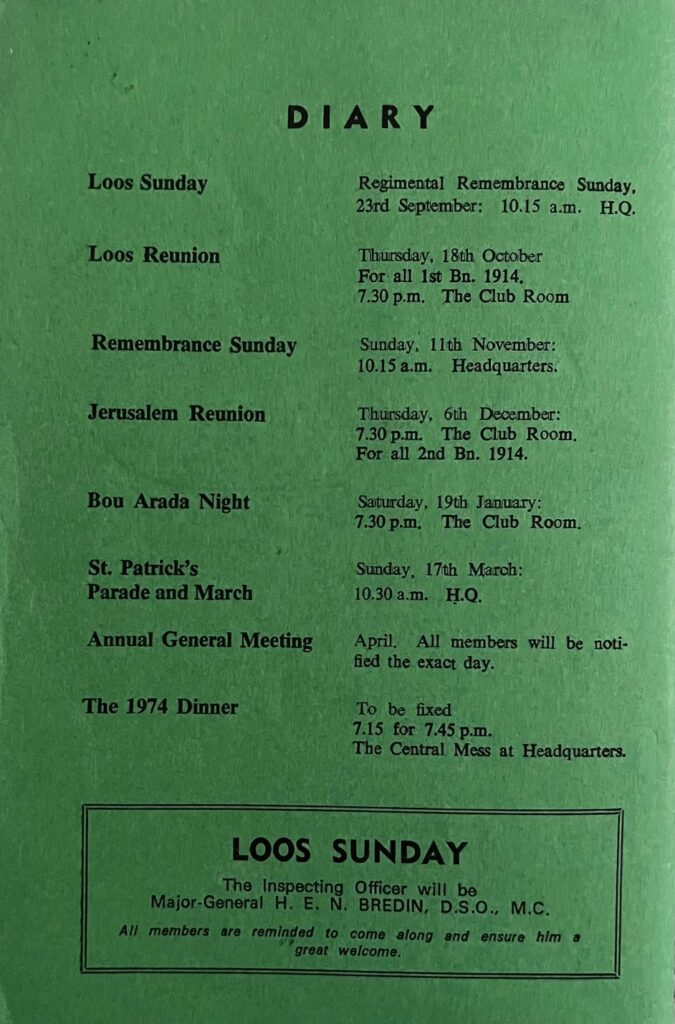 DIARY
Loos Sunday
Regimental Remembrance Sunday,
23rd September: 10.15 a.m. H.Q.
Loos Reunion
Thursday, 18th October
For all 1st Bn. 1914.
7.30 p.m. The Club Room
Remembrance Sunday
Sunday, 11th November:
10.15 a.m. Headquarters.
Jerusalem Reunion
Thursday, 6th December:
7.30 p.m. The Club Room.
For all 2nd Bn. 1914.
Bou Arada Night
Saturday, 19th January:
7.30 p.m. The Club Room.
St. Patrick's
Parade and March
Sunday, 17th March:
10.30 a.m. H.Q.
Annual General Meeting
April. All members will be noti-
fied the exact day.
The 1974 Dinner
To be fixed
7.15 for 7.45 p.m.
The Central Mess at Headquarters.
LOOS SUNDAY
The Inspecting Officer will be
Major-General H. E. N. BREDIN, D.S.O., M.C.
All members are reminded to come along and ensure him a
great welcome.